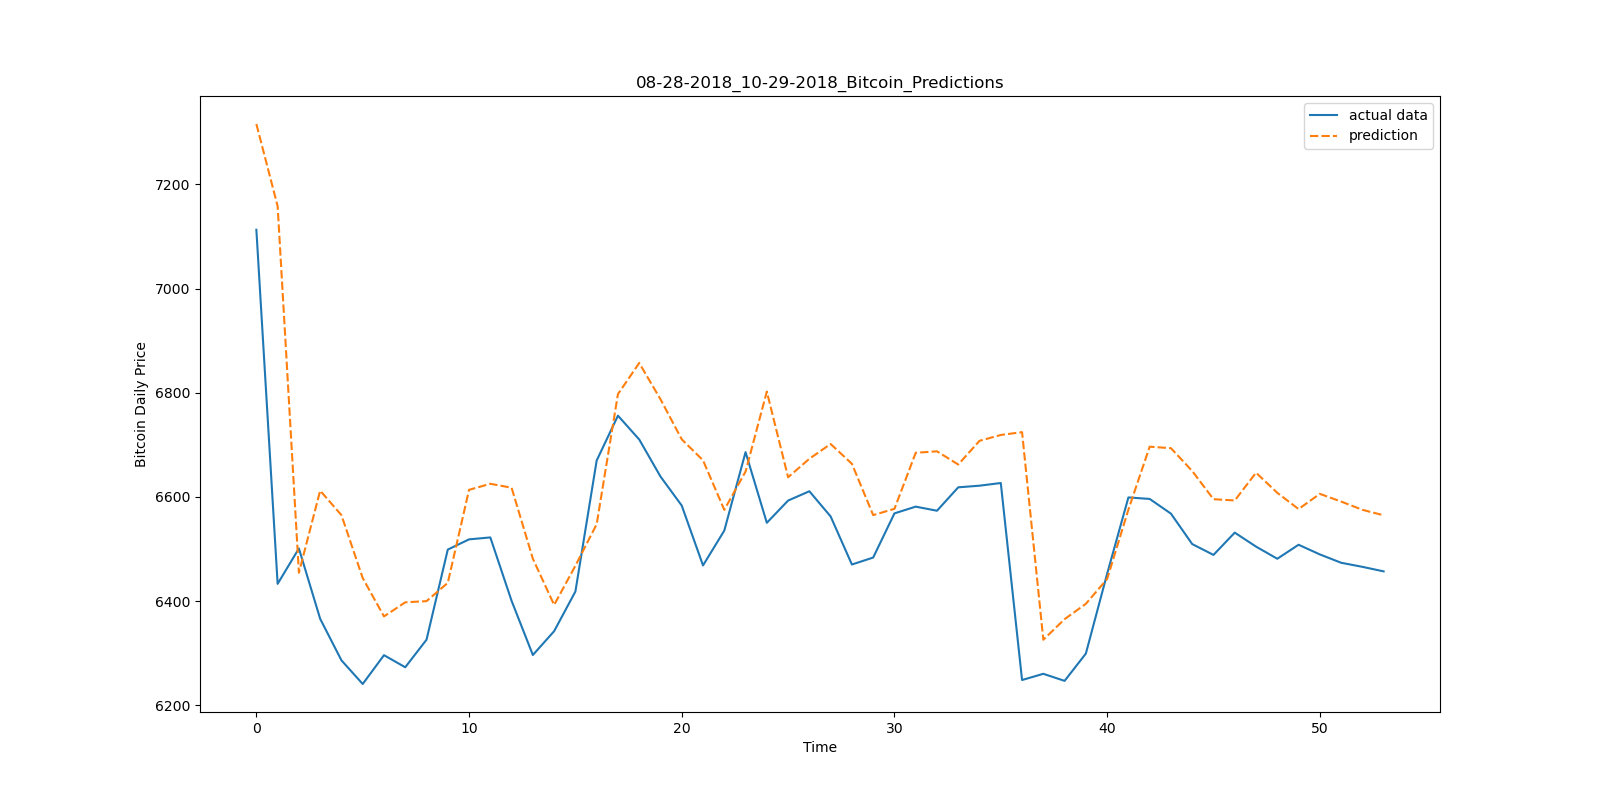 08-28-2018_10-29-2018_Bitcoin_Predictions
actual data
prediction
7200
7000
6800
6600
6400
6200
Bitcoin Daily Price
0 10 20 30 40 50
Time